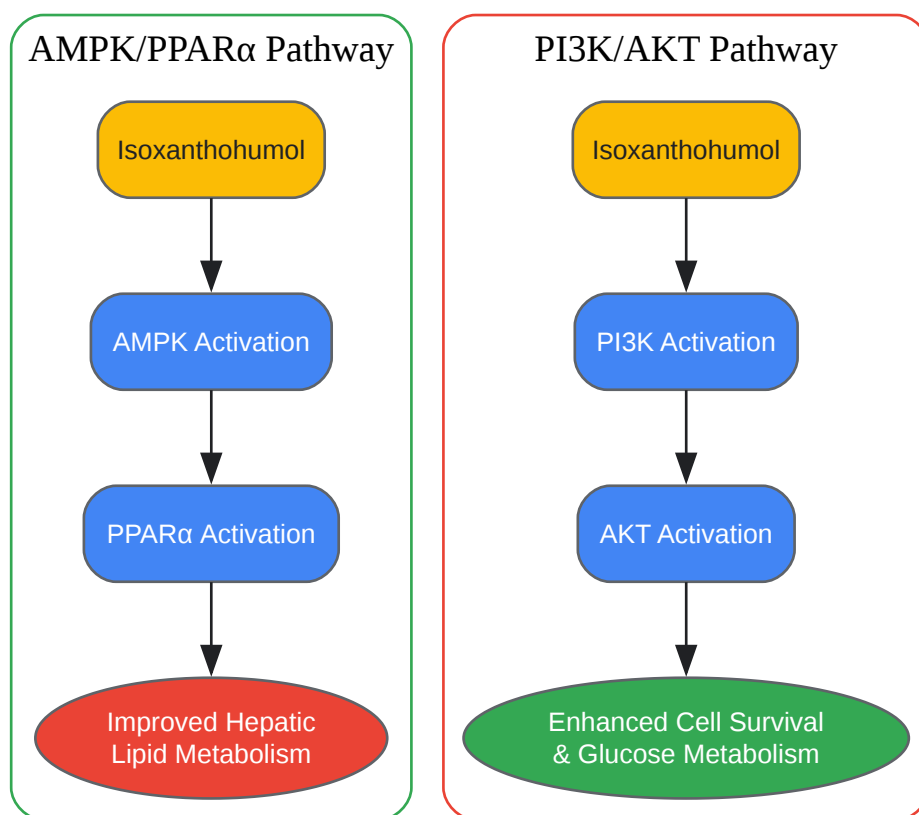 AMPK/PPARα Pathway
Isoxanthohumol
AMPK Activation
PPARα Activation
Improved Hepatic
Lipid Metabolism
PI3K/AKT Pathway
Isoxanthohumol
PI3K Activation
AKT Activation
Enhanced Cell Survival
& Glucose Metabolism